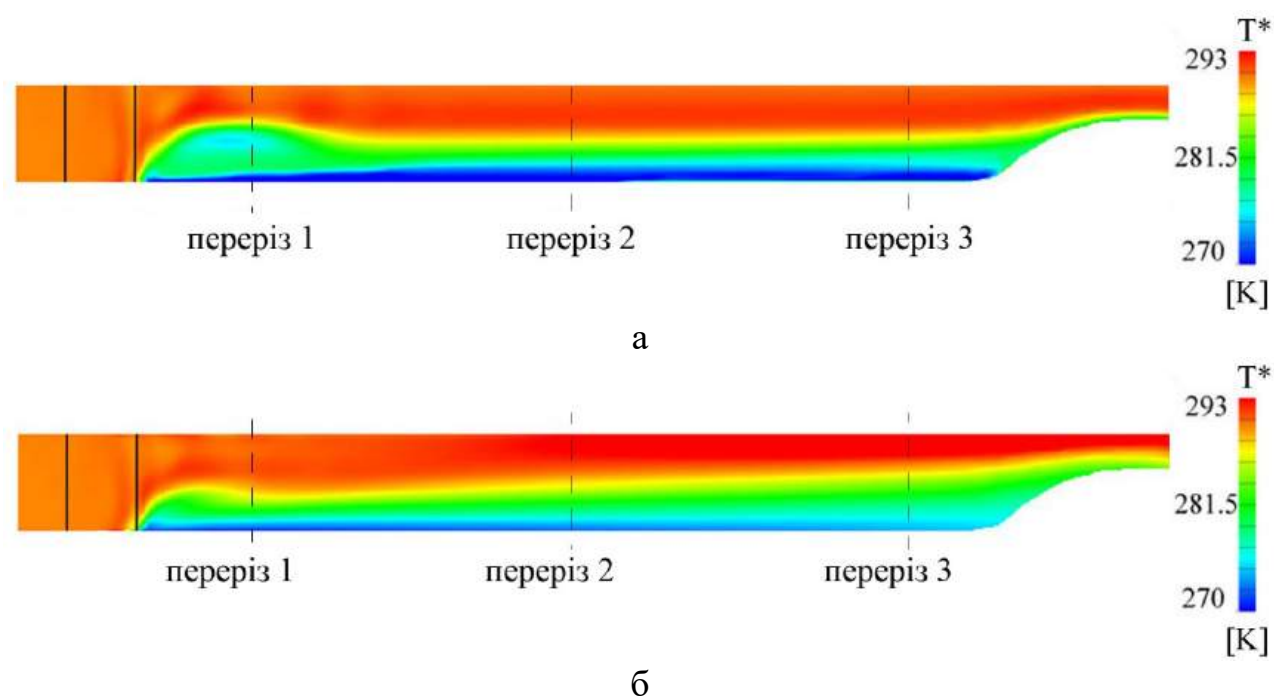 T*
293
281.5
270
[K]
переріз 1 переріз 2 переріз 3
а
T*
293
281.5
270
[K]
переріз 1 переріз 2 переріз 3
б